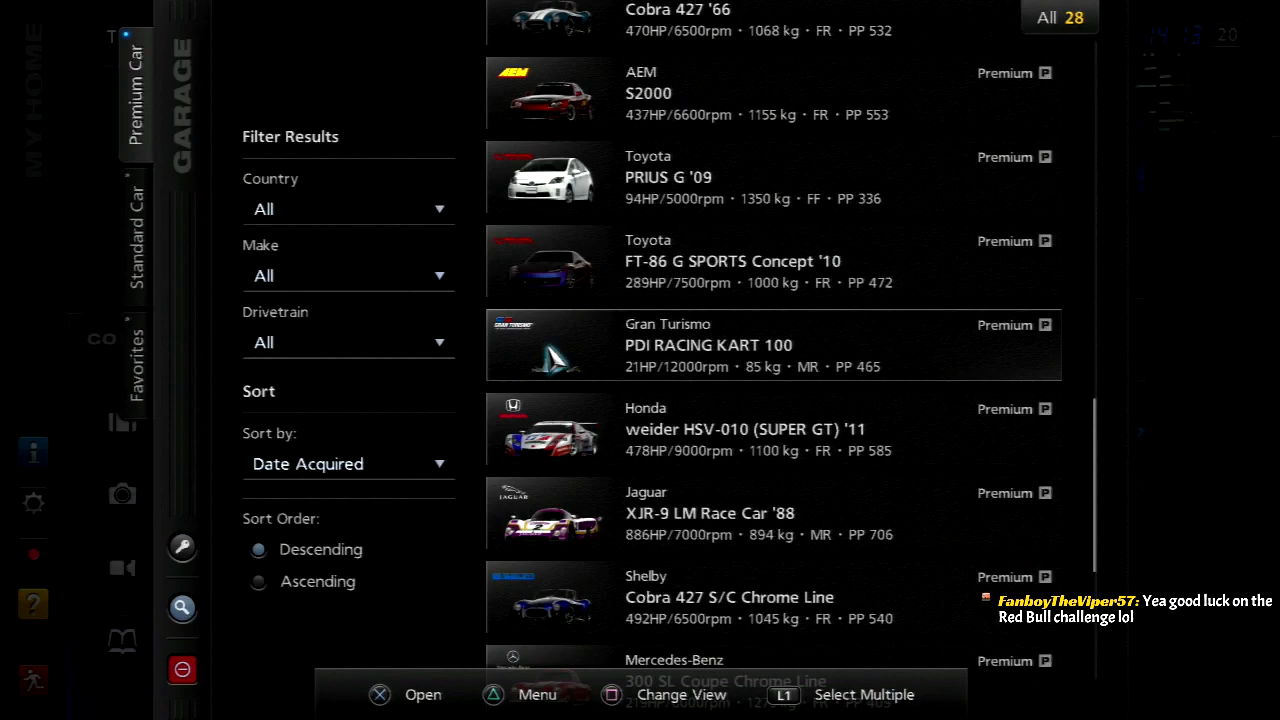 MY HOME
Premium Car
Standard Car
Favorites
GARAGE
All 28
Filter Results
Country
All
Make
All
Drivetrain
All
Sort
Sort by:
Date Acquired
Sort Order:
Descending
Ascending
Cobra 427 '66
470HP/6500rpm・1068 kg・FR・PP 532
AEM
AEM
Premium P
S2000
437HP/6600rpm・1155 kg・FR・PP 553
Toyota
Premium P
PRIUS G '09
94HP/5000rpm・1350 kg・FF・PP 336
Toyota
Premium P
FT-86 G SPORTS Concept '10
289HP/7500rpm・1000 kg・FR・PP 472
GRAN TURISMO
Gran Turismo
Premium P
PDI RACING KART 100
21HP/12000rpm・85 kg・MR・PP 465
Honda
Premium P
weider HSV-010 (SUPER GT) '11
478HP/9000rpm・1100 kg・FR・PP 585
JAGUAR
Jaguar
Premium P
XJR-9 LM Race Car '88
886HP/7000rpm・894 kg・MR・PP 706
Shelby
Premium P
Cobra 427 S/C Chrome Line
492HP/6500rpm・1045 kg・FR・PP 540
Mercedes-Benz
Premium P
300 SL Coupe Chrome Line
FanboyTheViper57: Yea good luck on the
Red Bull challenge lol
Open
Menu
Change View
L1 Select Multiple